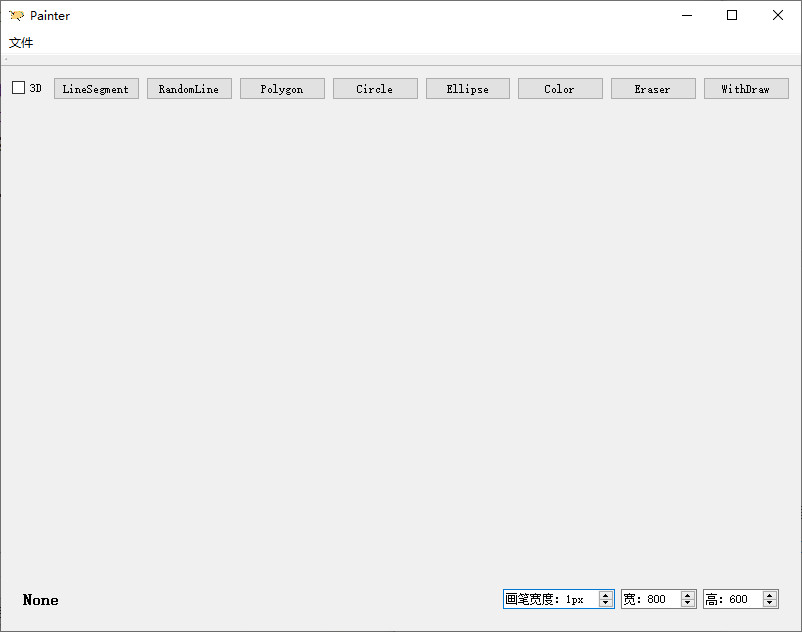 Painter
文件
3D LineSegment RandomLine Polygon Circle Ellipse Color Eraser WithDraw
None 画笔宽度: 1px 宽: 800 高: 600